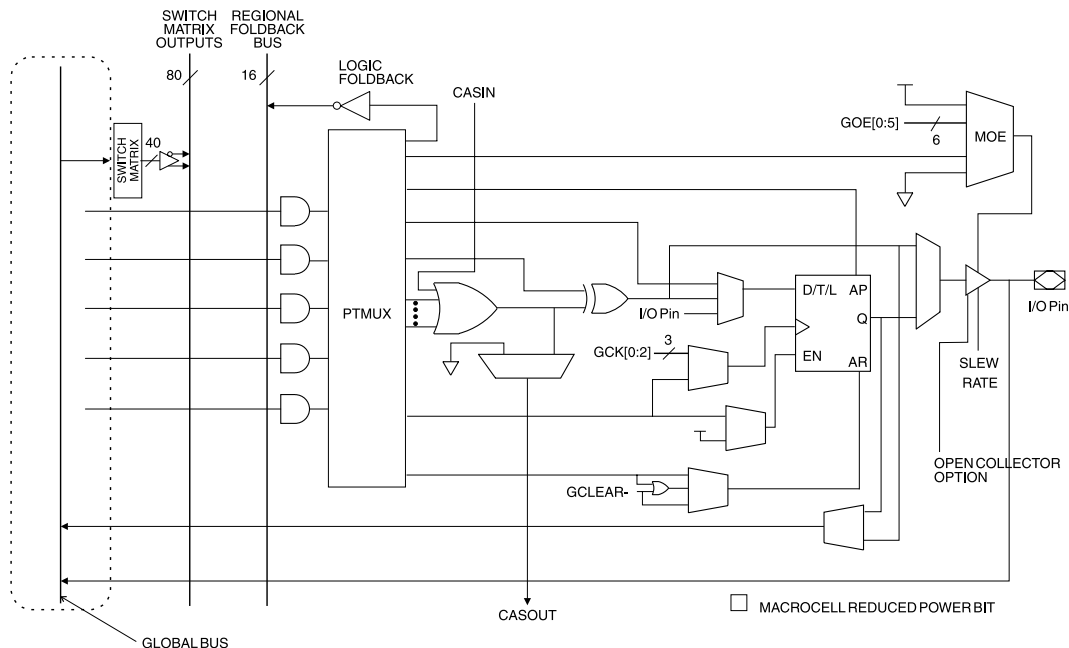 SWITCH
MATRIX
OUTPUTS
REGIONAL
FOLDBACK
BUS
80
16
LOGIC
FOLDBACK
CASIN
SWITCH
MATRIX
40
GOE[0:5]
6
MOE
PTMUX
D/T/L AP
Q
EN
AR
I/O Pin
I/O Pin
GCK[0:2]
3
SLEW
RATE
OPEN COLLECTOR
OPTION
GCLEAR-
CASOUT
MACROCELL REDUCED POWER BIT
GLOBAL BUS